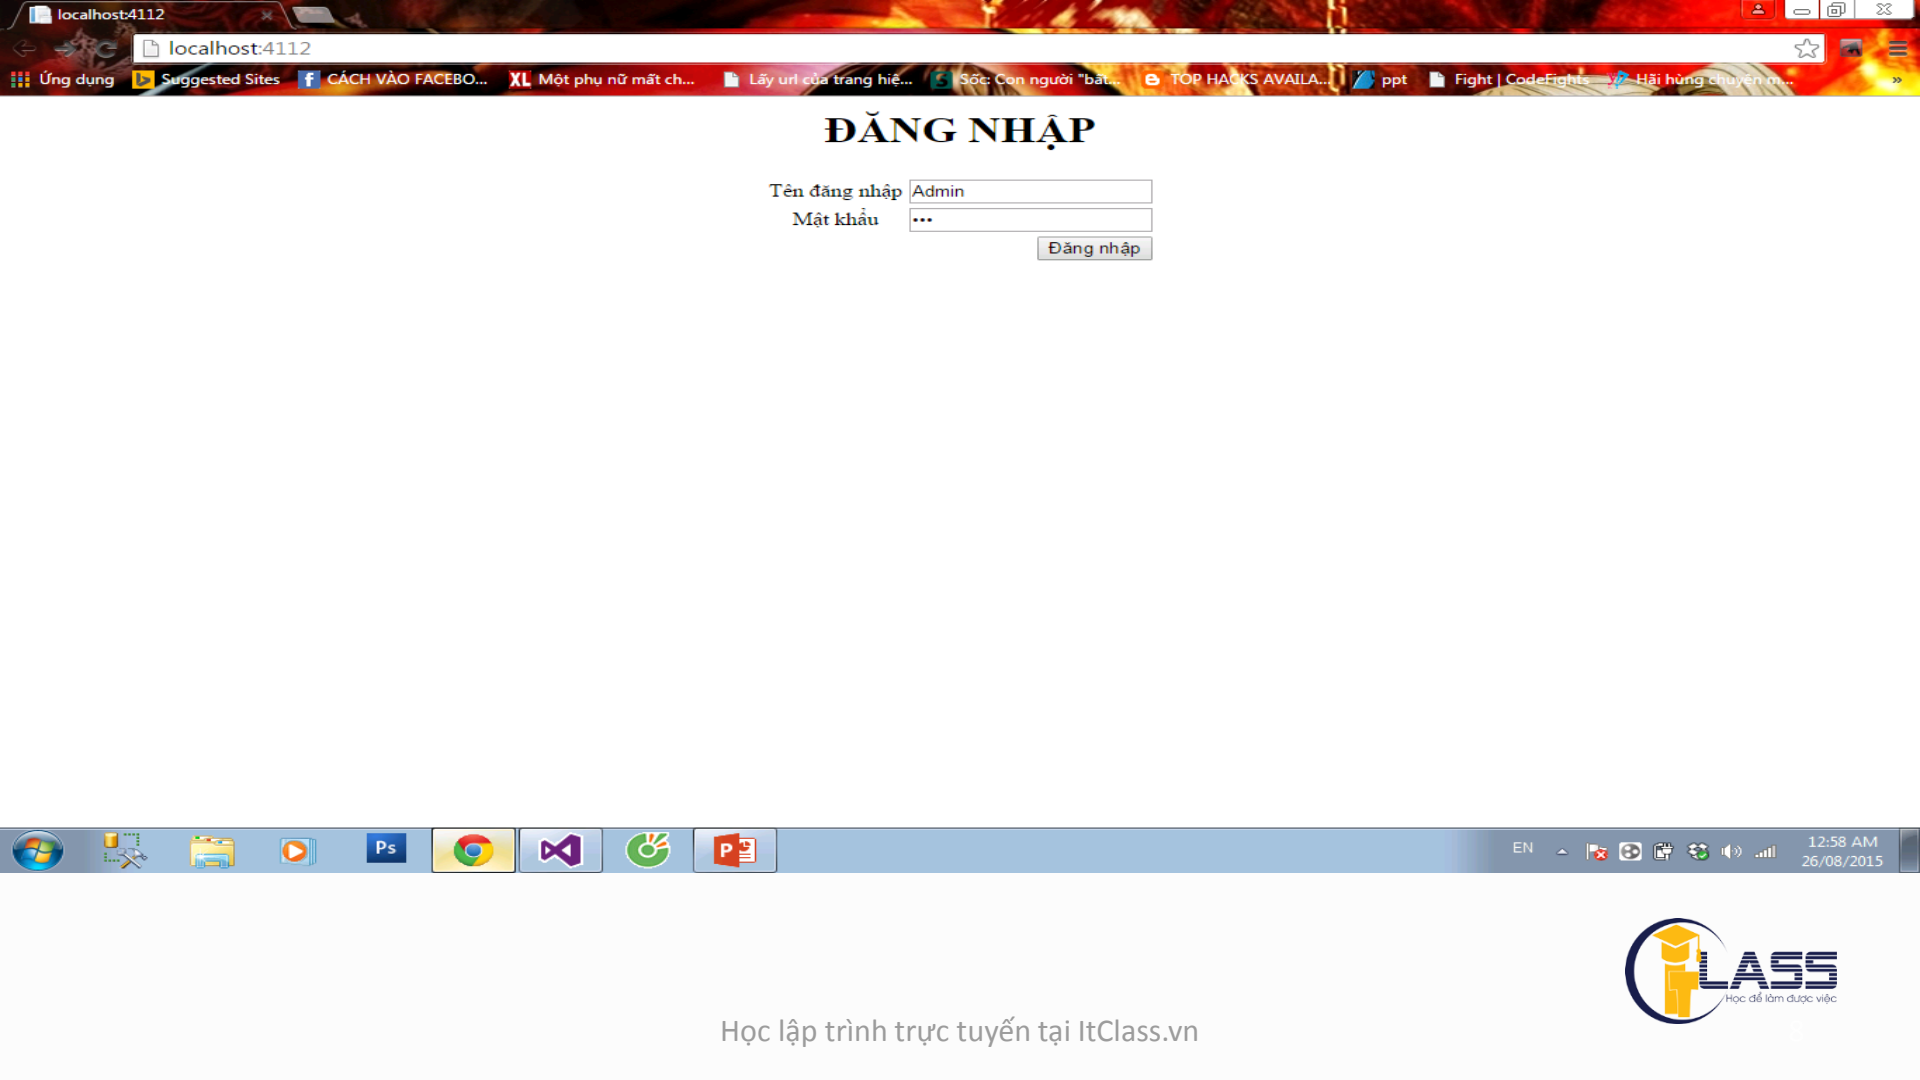 localhost:4112
localhost:4112
Ứng dụng Suggested Sites CÁCH VÀO FACEBO... XL Một phụ nữ mất ch... Lấy url của trang hiệ... Sốc: Con người "bất... TOP HACKS AVAILA... ppt Fight | CodeFights Hãi hùng chuyện m... »
ĐĂNG NHẬP
Tên đăng nhập Admin
Mật khẩu •••
Đăng nhập
Ps
EN
12:58 AM
26/08/2015
LASS
Học để làm được việc
Học lập trình trực tuyến tại ItClass.vn